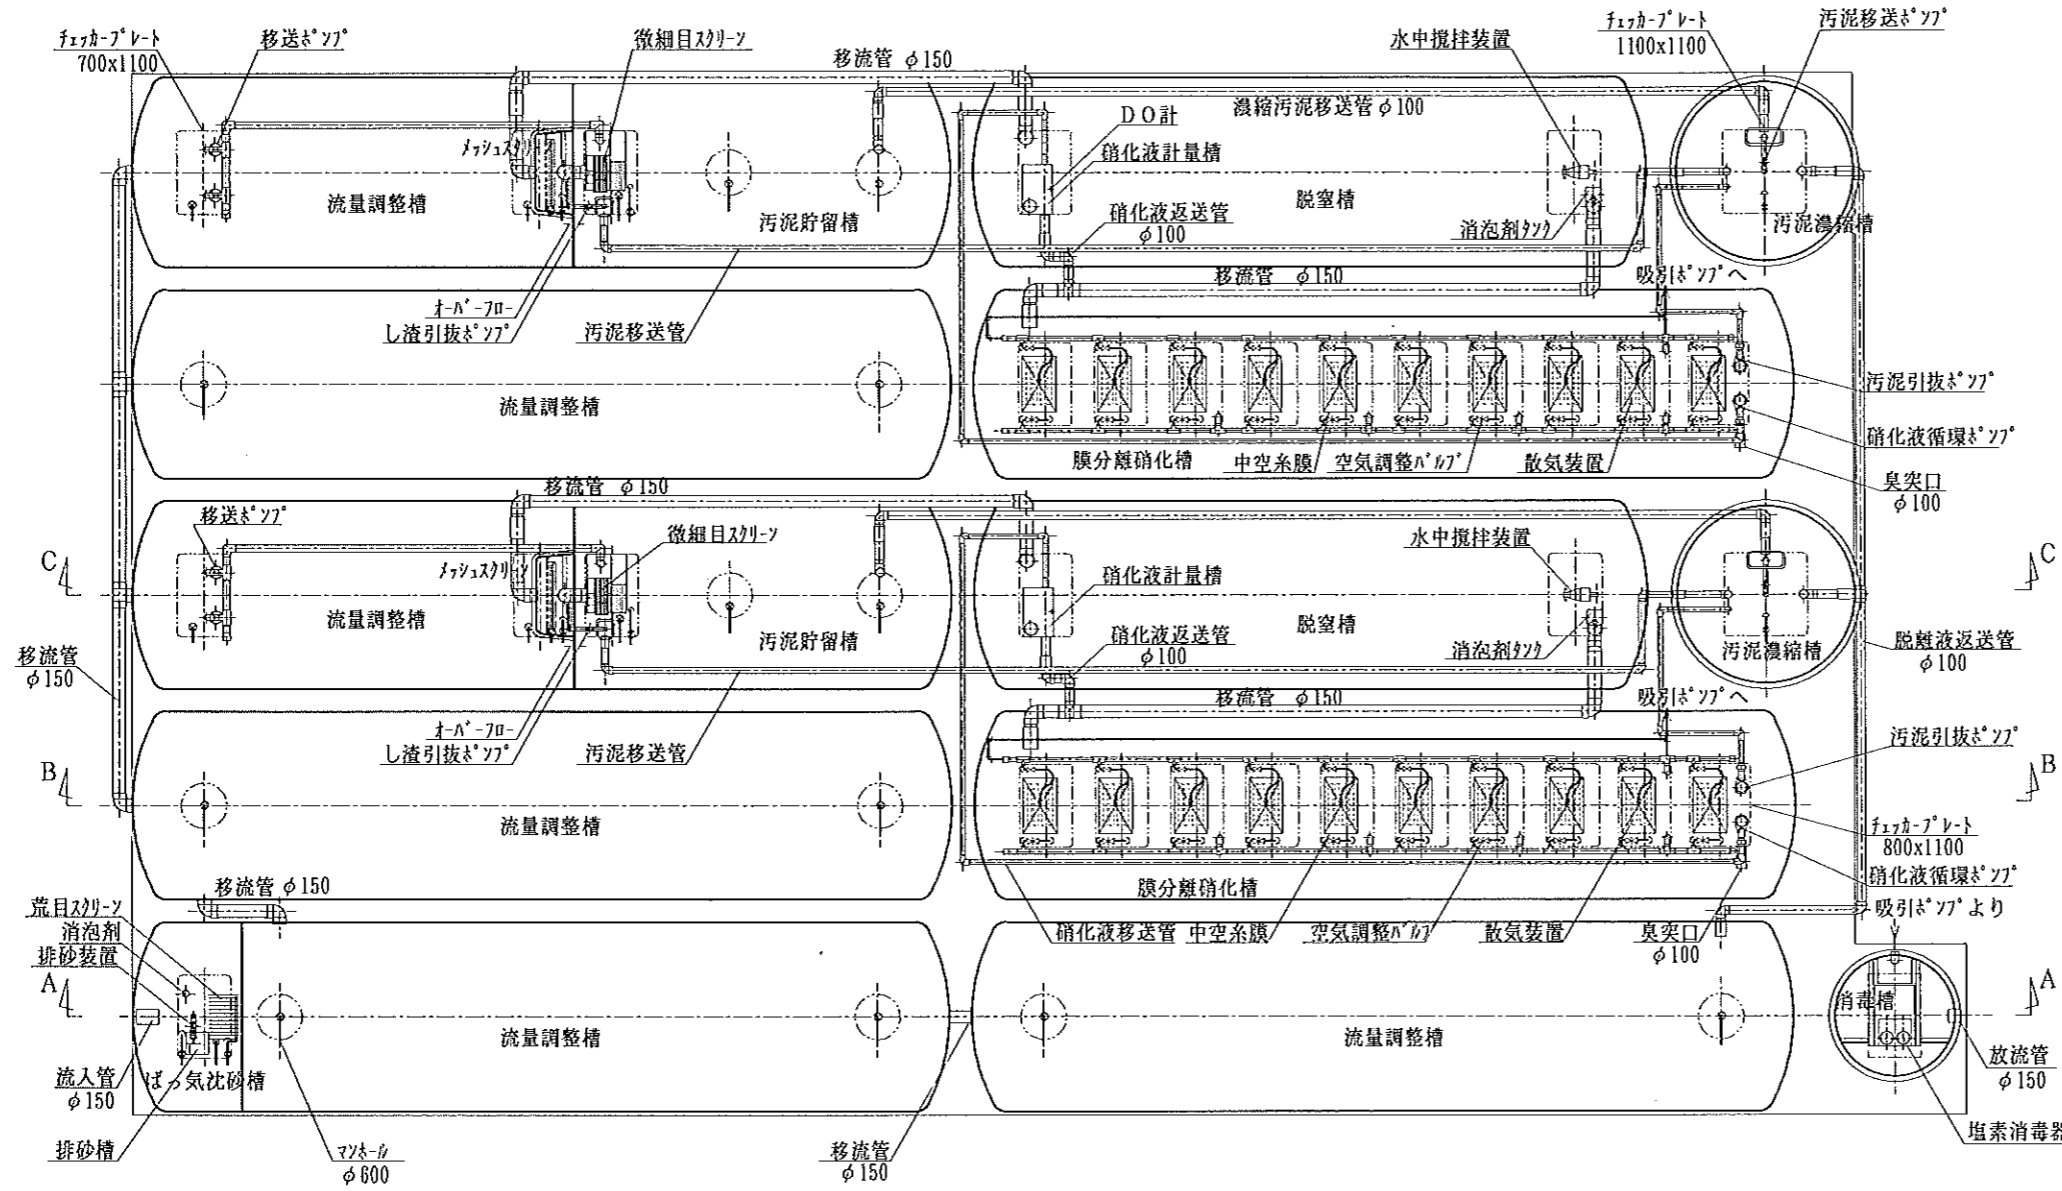 チェッカープレート
700x1100
移送ポンプ
微細目スクリーン
移流管 φ150
水中撹拌装置
チェッカープレート
1100x1100
汚泥移送ポンプ
濃縮汚泥移送管φ100
DO計
硝化液計量槽
メッシュスクリーン
流量調整槽
汚泥貯留槽
硝化液返送管
φ100
脱窒槽
消泡剤タンク
汚泥濃縮槽
移流管 φ150
吸引ポンプへ
オーバーフロー
し渣引抜ポンプ
汚泥移送管
流量調整槽
汚泥引抜ポンプ
硝化液循環ポンプ
膜分離硝化槽
中空糸膜
空気調整バルブ
散気装置
臭突口
φ100
移流管 φ150
移送ポンプ
微細目スクリーン
水中撹拌装置
C
C
メッシュスクリーン
硝化液計量槽
流量調整槽
汚泥貯留槽
硝化液返送管
φ100
脱窒槽
消泡剤タンク
汚泥濃縮槽
脱離液返送管
φ100
移流管
φ150
移流管 φ150
吸引ポンプへ
オーバーフロー
し渣引抜ポンプ
汚泥移送管
汚泥引抜ポンプ
B
B
流量調整槽
チェッカープレート
800x1100
硝化液循環ポンプ
移流管 φ150
膜分離硝化槽
荒目スクリーン
消泡剤
排砂装置
吸引ポンプより
硝化液移送管
中空糸膜
空気調整バルブ
散気装置
臭突口
φ100
A
A
消毒槽
流量調整槽
流量調整槽
流入管
φ150
ばっ気沈砂槽
放流管
φ150
排砂槽
マンホール
φ600
移流管
φ150
塩素消毒器